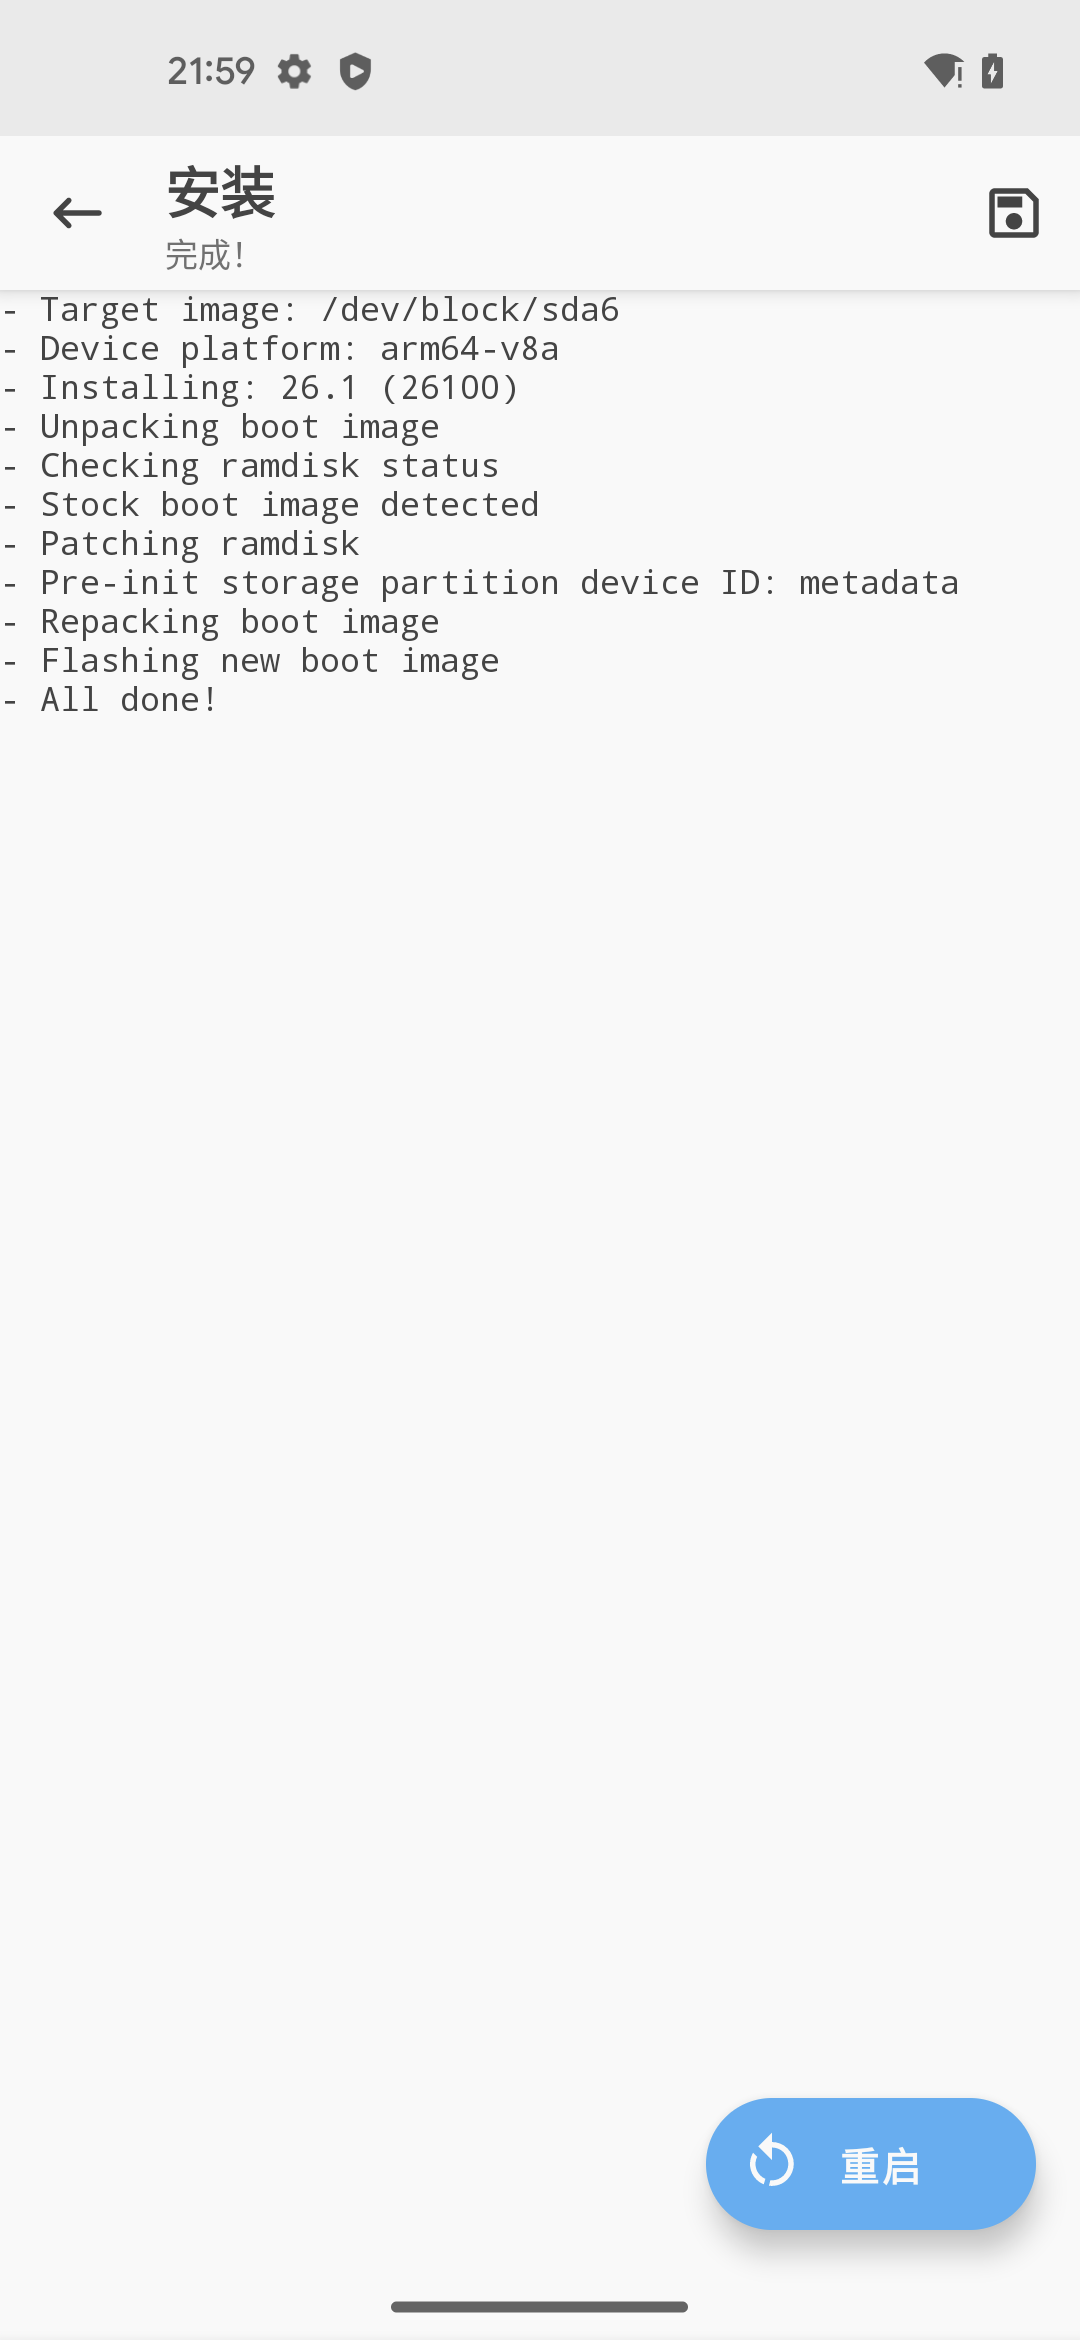 21:59
安装
完成！
- Target image: /dev/block/sda6
- Device platform: arm64-v8a
- Installing: 26.1 (26100)
- Unpacking boot image
- Checking ramdisk status
- Stock boot image detected
- Patching ramdisk
- Pre-init storage partition device ID: metadata
- Repacking boot image
- Flashing new boot image
- All done!
重启